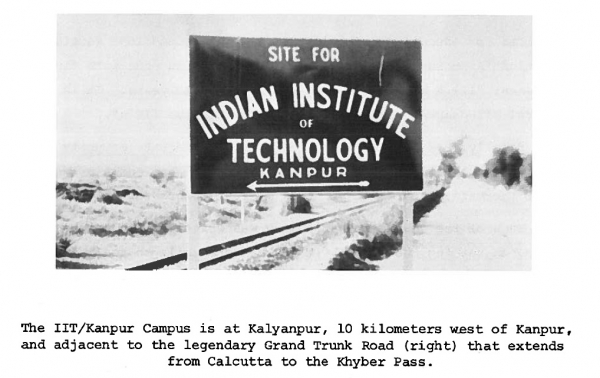 SITE FOR
INDIAN INSTITUTE
OF
TECHNOLOGY
KANPUR
The IIT/Kanpur Campus is at Kalyanpur, 10 kilometers west of Kanpur,
and adjacent to the legendary Grand Trunk Road (right) that extends
from Calcutta to the Khyber Pass.